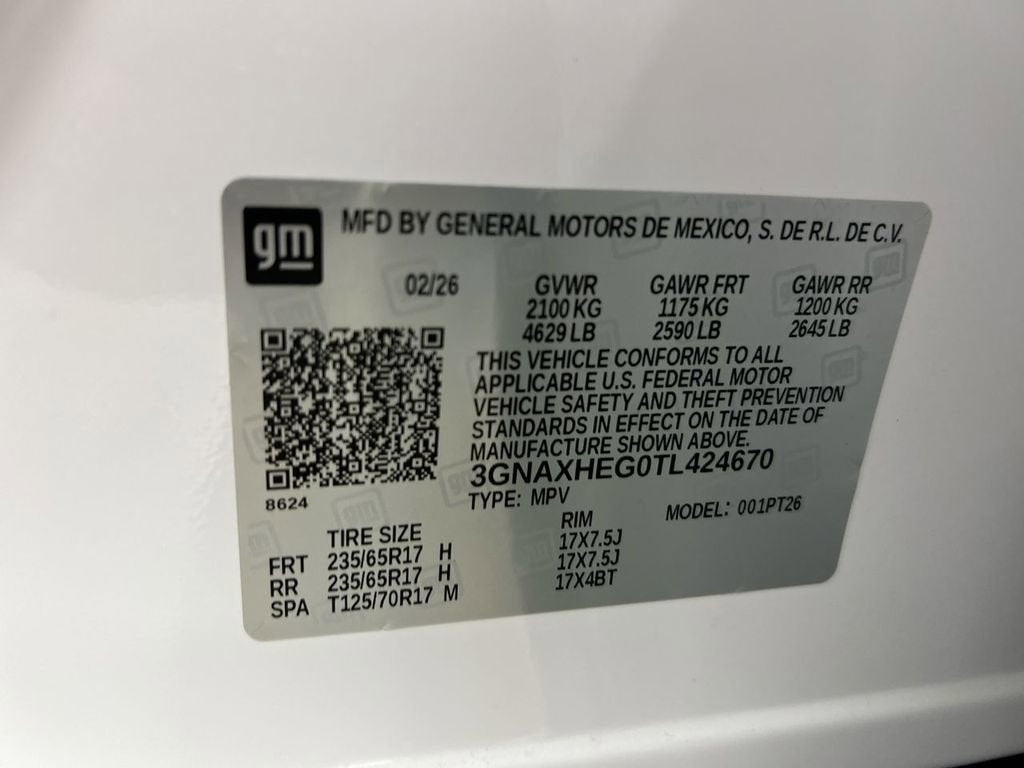 gm
MFD BY GENERAL MOTORS DE MEXICO, S. DE R.L. DE C.V.
02/26 GVWR GAWR FRT GAWR RR
2100 KG 1175 KG 1200 KG
4629 LB 2590 LB 2645 LB
THIS VEHICLE CONFORMS TO ALL
APPLICABLE U.S. FEDERAL MOTOR
VEHICLE SAFETY AND THEFT PREVENTION
STANDARDS IN EFFECT ON THE DATE OF
MANUFACTURE SHOWN ABOVE.
3GNAXHEG0TL424670
8624
TYPE: MPV MODEL: 001PT26
TIRE SIZE RIM
FRT 235/65R17 H 17X7.5J
RR 235/65R17 H 17X7.5J
SPA T125/70R17 M 17X4BT